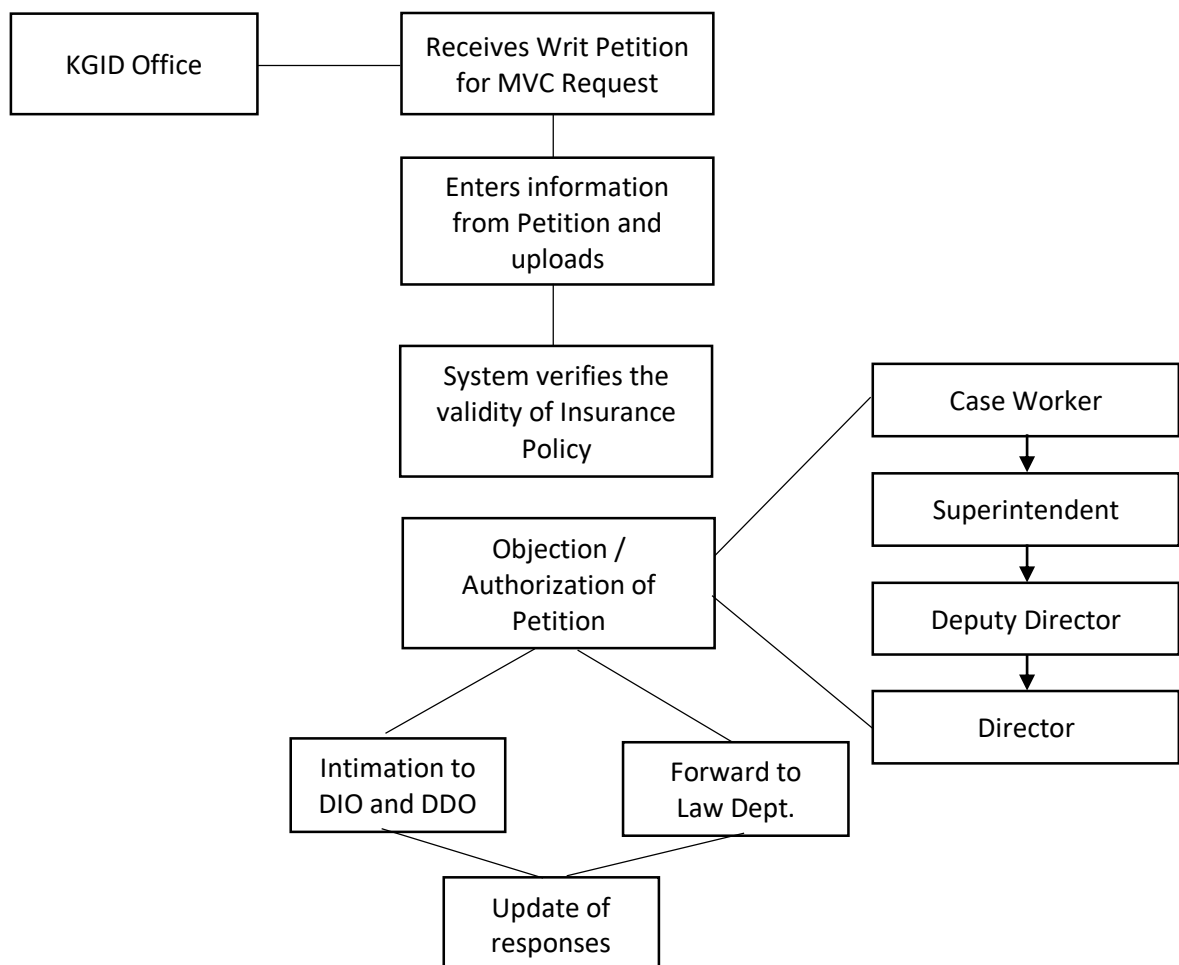 KGID Office
Receives Writ Petition
for MVC Request
Enters information
from Petition and
uploads
System verifies the
validity of Insurance
Policy
Objection /
Authorization of
Petition
Case Worker
Superintendent
Deputy Director
Director
Intimation to
DIO and DDO
Forward to
Law Dept.
Update of
responses